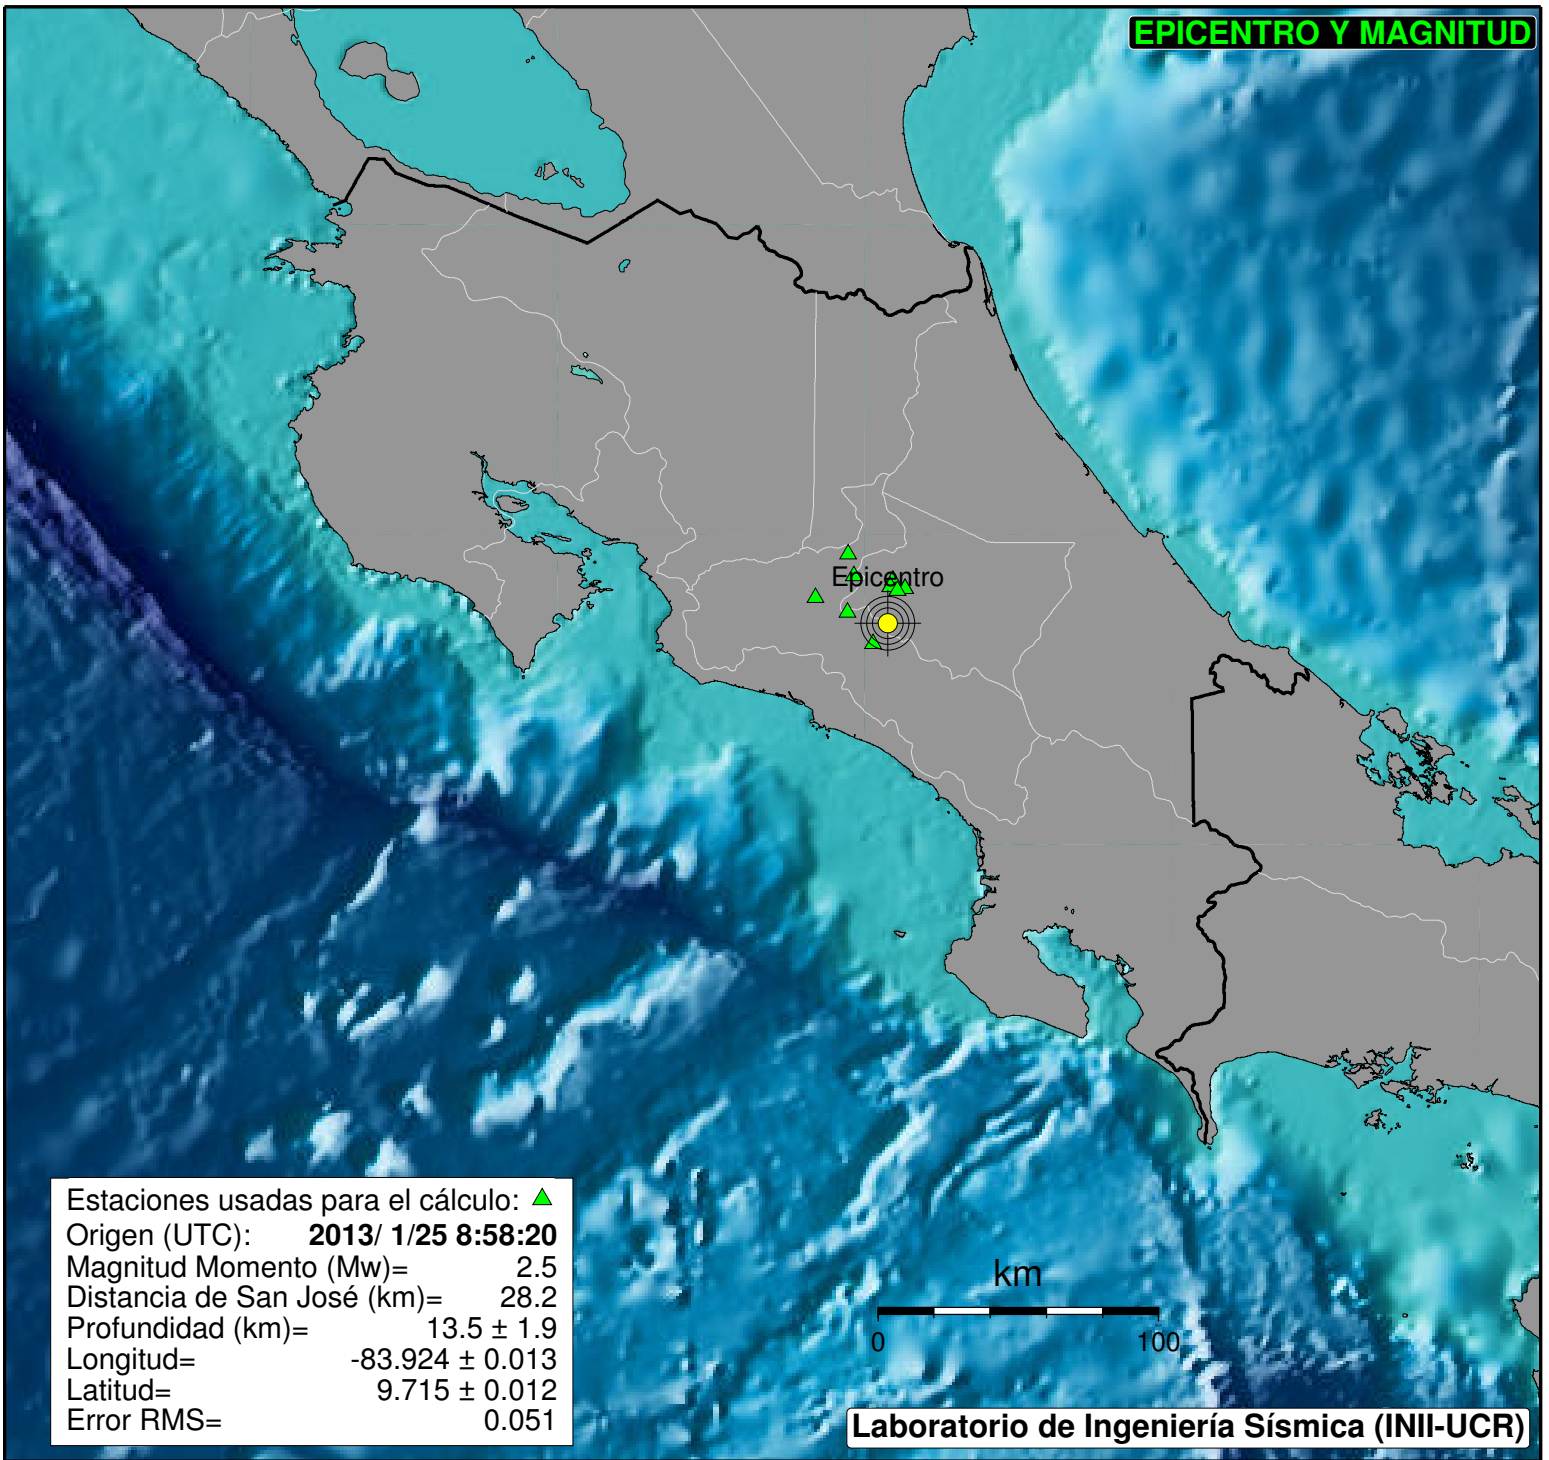 EPICENTRO Y MAGNITUD
Epicentro
Estaciones usadas para el cálculo:
Origen (UTC): 2013/ 1/25 8:58:20
Magnitud Momento (Mw)= 2.5
Distancia de San José (km)= 28.2
Profundidad (km)= 13.5 ± 1.9
Longitud= -83.924 ± 0.013
Latitud= 9.715 ± 0.012
Error RMS= 0.051
km
0 100
Laboratorio de Ingeniería Sísmica (INII-UCR)